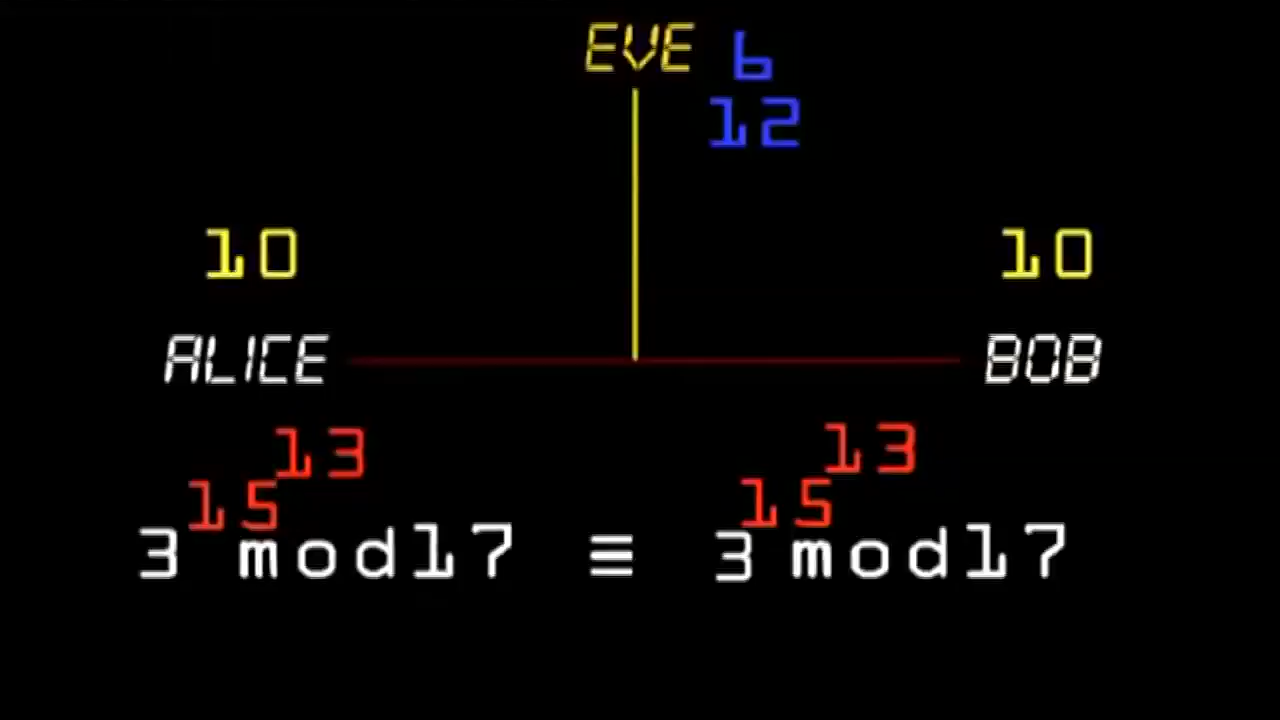 EVE 6
12
10 10
ALICE BOB
3^15^13 mod17 ≡ 3^15^13 mod17